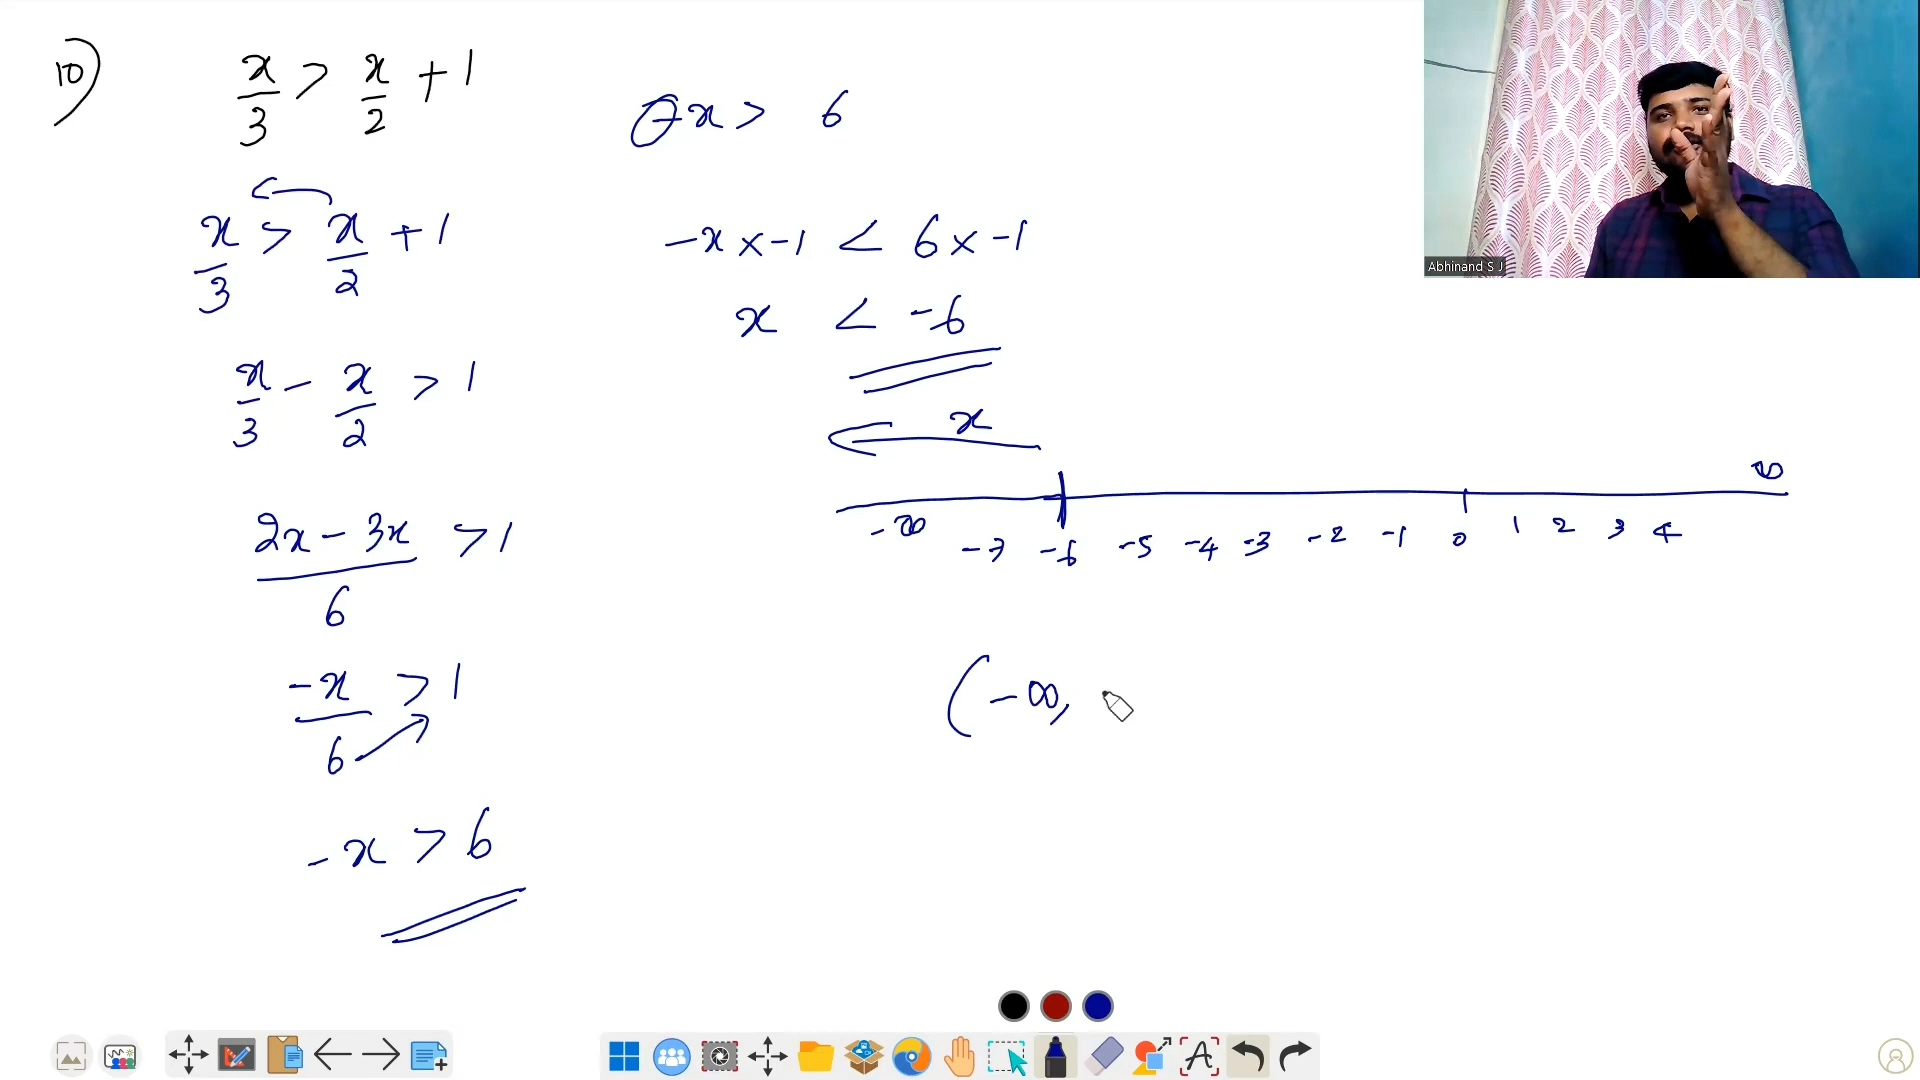 10)
x/3 > x/2 + 1
x/3 > x/2 + 1
x/3 - x/2 > 1
2x - 3x / 6 > 1
-x/6 > 1
-x > 6
-x > 6
-x x -1 < 6 x -1
x < -6
x
∞
-∞ -7 -6 -5 -4 -3 -2 -1 0 1 2 3 4
(-∞,
Abhinand S J
A